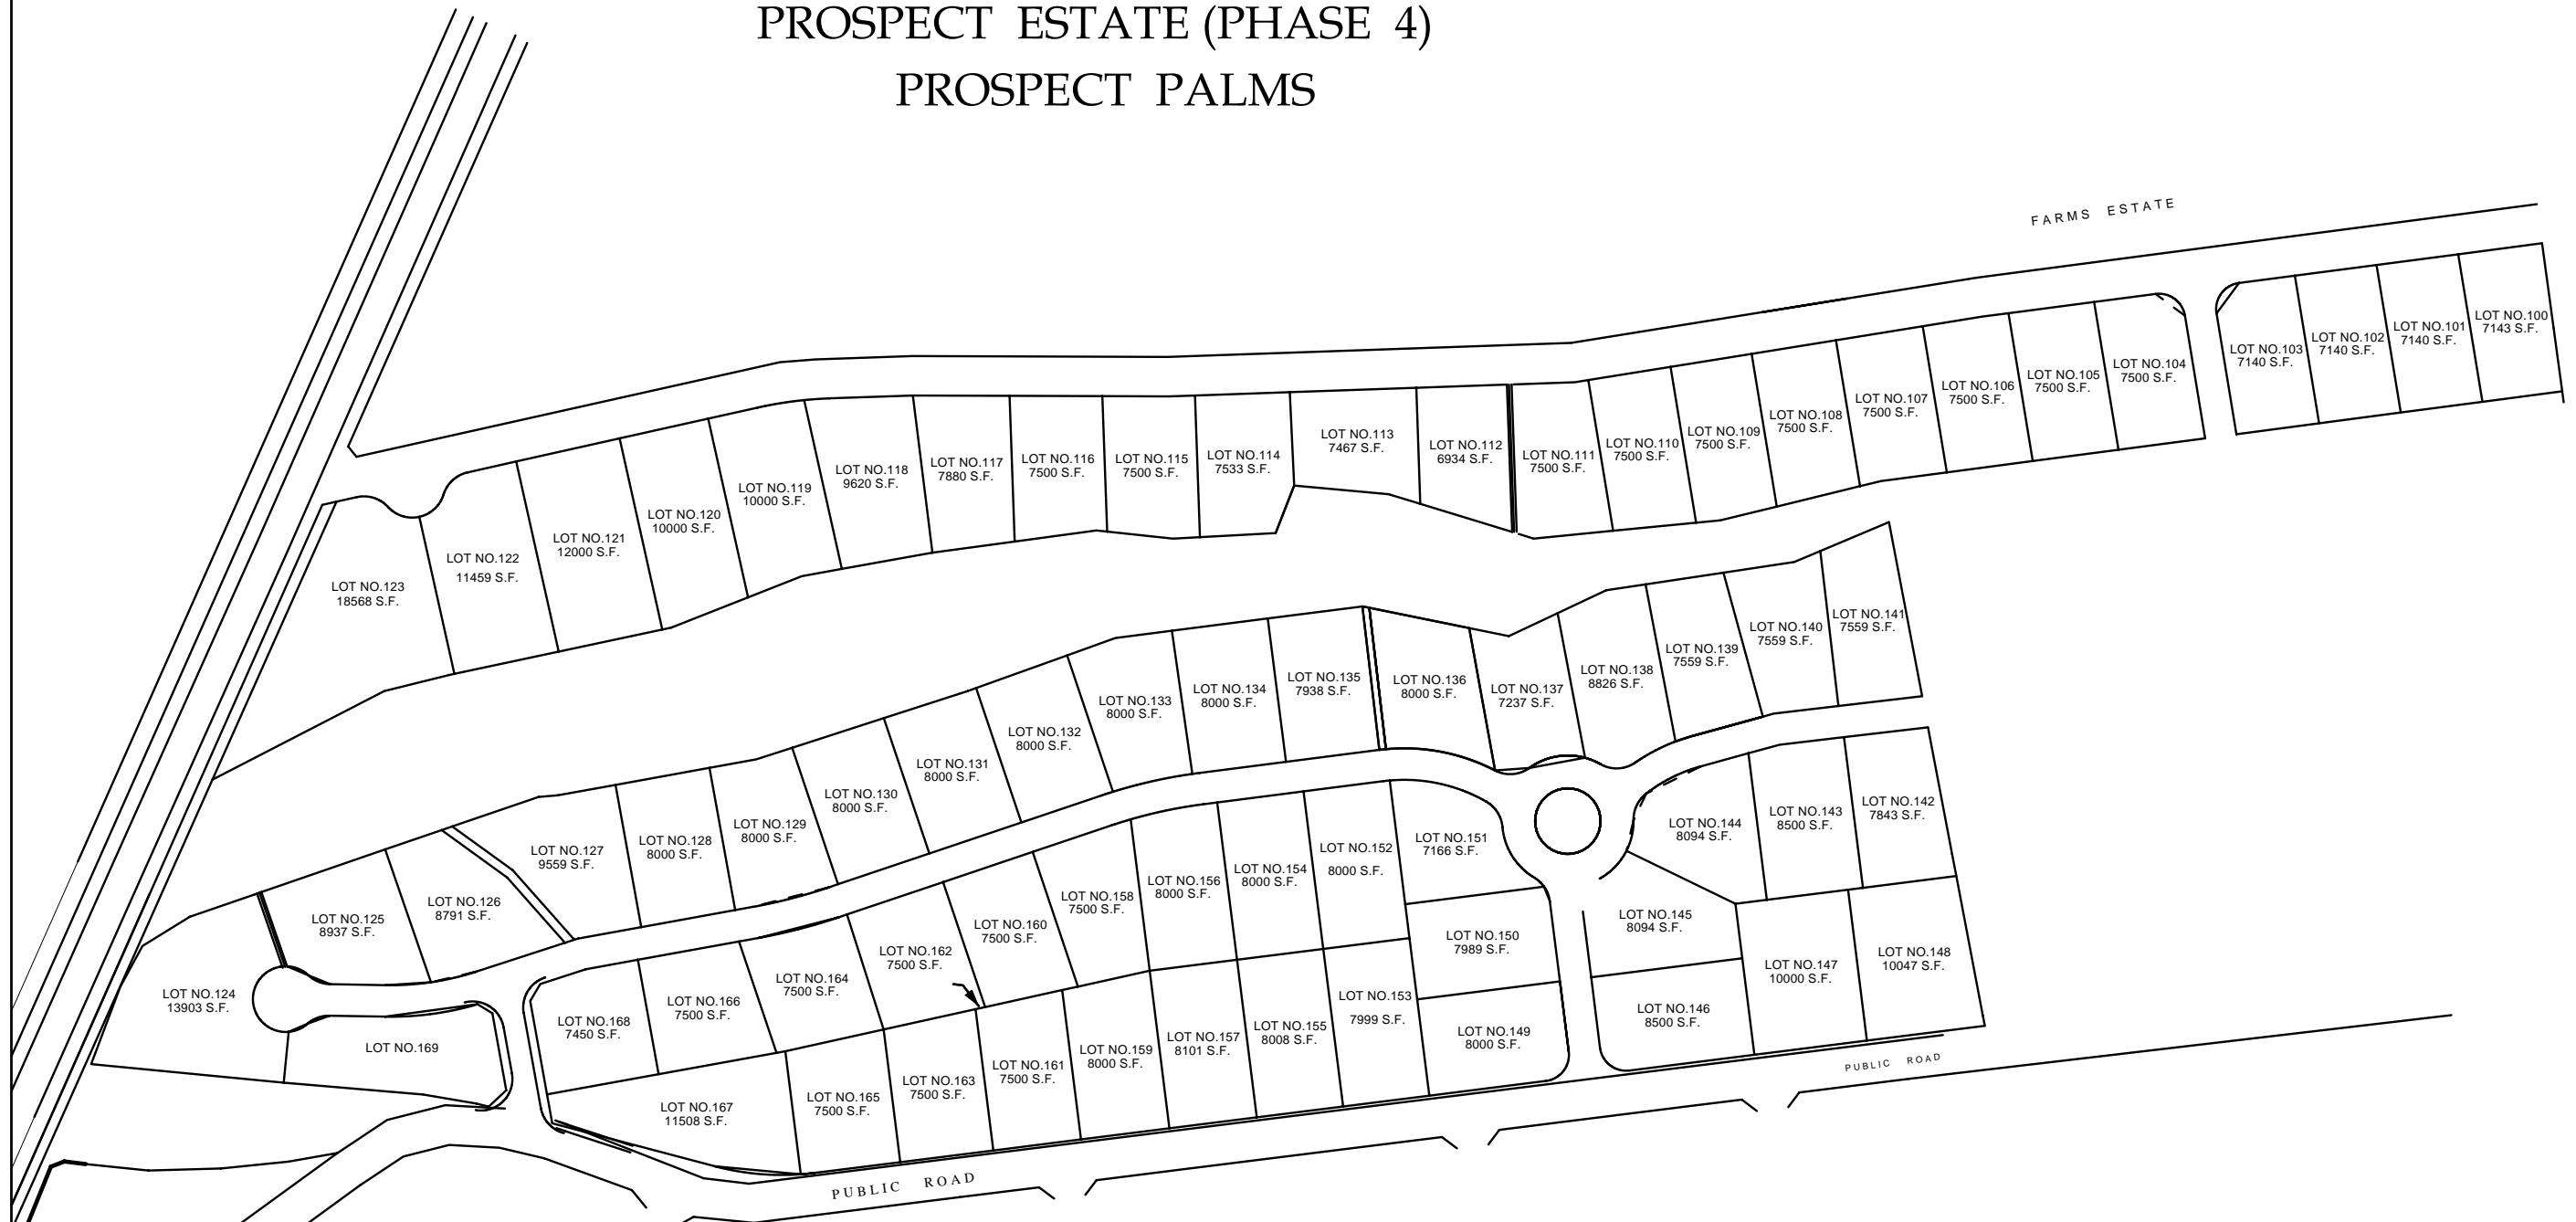 PROSPECT ESTATE (PHASE 4)
PROSPECT PALMS
FARMS ESTATE
LOT NO.100
7143 S.F.
LOT NO.101
7140 S.F.
LOT NO.102
7140 S.F.
LOT NO.103
7140 S.F.
LOT NO.104
7500 S.F.
LOT NO.105
7500 S.F.
LOT NO.106
7500 S.F.
LOT NO.107
7500 S.F.
LOT NO.108
7500 S.F.
LOT NO.109
7500 S.F.
LOT NO.110
7500 S.F.
LOT NO.111
7500 S.F.
LOT NO.112
6934 S.F.
LOT NO.113
7467 S.F.
LOT NO.114
7533 S.F.
LOT NO.115
7500 S.F.
LOT NO.116
7500 S.F.
LOT NO.117
7880 S.F.
LOT NO.118
9620 S.F.
LOT NO.119
10000 S.F.
LOT NO.120
10000 S.F.
LOT NO.121
12000 S.F.
LOT NO.122
11459 S.F.
LOT NO.123
18568 S.F.
LOT NO.124
13903 S.F.
LOT NO.125
8937 S.F.
LOT NO.126
8791 S.F.
LOT NO.127
9559 S.F.
LOT NO.128
8000 S.F.
LOT NO.129
8000 S.F.
LOT NO.130
8000 S.F.
LOT NO.131
8000 S.F.
LOT NO.132
8000 S.F.
LOT NO.133
8000 S.F.
LOT NO.134
8000 S.F.
LOT NO.135
7938 S.F.
LOT NO.136
8000 S.F.
LOT NO.137
7237 S.F.
LOT NO.138
8826 S.F.
LOT NO.139
7559 S.F.
LOT NO.140
7559 S.F.
LOT NO.141
7559 S.F.
LOT NO.142
7843 S.F.
LOT NO.143
8500 S.F.
LOT NO.144
8094 S.F.
LOT NO.145
8094 S.F.
LOT NO.146
8500 S.F.
LOT NO.147
10000 S.F.
LOT NO.148
10047 S.F.
LOT NO.149
8000 S.F.
LOT NO.150
7989 S.F.
LOT NO.151
7166 S.F.
LOT NO.152
8000 S.F.
LOT NO.153
7999 S.F.
LOT NO.154
8000 S.F.
LOT NO.155
8008 S.F.
LOT NO.156
8000 S.F.
LOT NO.157
8101 S.F.
LOT NO.158
7500 S.F.
LOT NO.159
8000 S.F.
LOT NO.160
7500 S.F.
LOT NO.161
7500 S.F.
LOT NO.162
7500 S.F.
LOT NO.163
7500 S.F.
LOT NO.164
7500 S.F.
LOT NO.165
7500 S.F.
LOT NO.166
7500 S.F.
LOT NO.167
11508 S.F.
LOT NO.168
7450 S.F.
LOT NO.169
PUBLIC ROAD
PUBLIC ROAD